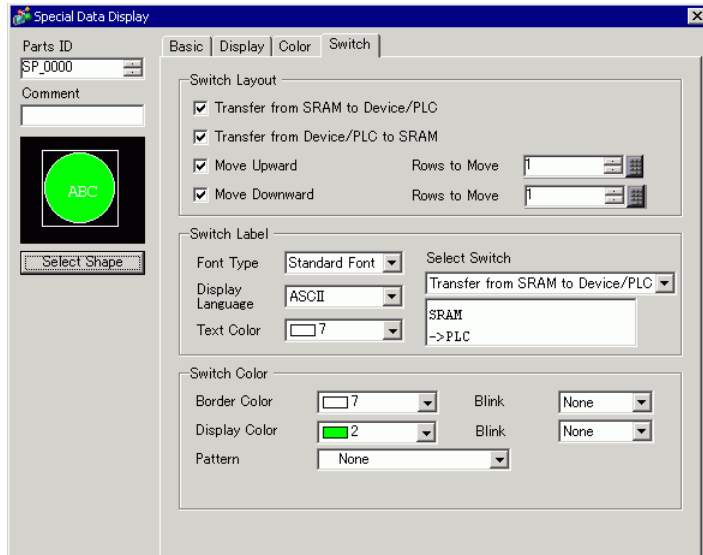 Special Data Display
Parts ID
SP_0000
Comment
ABC
Select Shape
Basic Display Color Switch
Switch Layout
Transfer from SRAM to Device/PLC
Transfer from Device/PLC to SRAM
Move Upward Rows to Move 1
Move Downward Rows to Move 1
Switch Label
Font Type Standard Font
Display Language ASCII
Text Color 7
Select Switch
Transfer from SRAM to Device/PLC
SRAM
->PLC
Switch Color
Border Color 7 Blink None
Display Color 2 Blink None
Pattern None